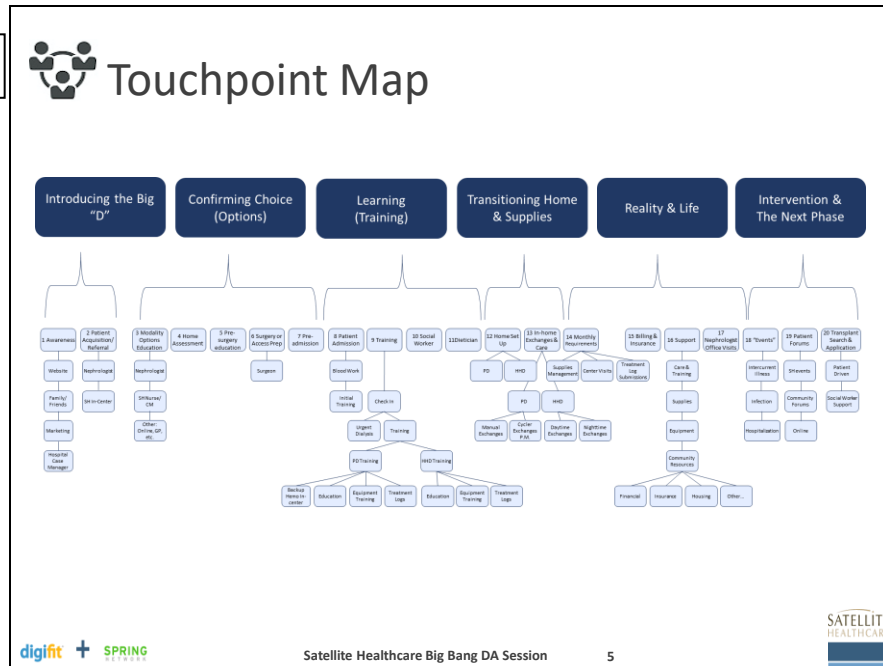 Touchpoint Map
Introducing the Big
“D”
Confirming Choice
(Options)
Learning
(Training)
Transitioning Home
& Supplies
Reality & Life
Intervention &
The Next Phase
1 Awareness
2 Patient
Acquisition/
Referral
3 Modality
Options
Education
4 Home
Assessment
5 Pre-
surgery
education
6 Surgery or
Access Prep
7 Pre-
admission
8 Patient
Admission
9 Training
10 Social
Worker
11Dietician
12 Home Set
Up
13 In-home
Exchanges &
Care
14 Monthly
Requirements
15 Billing &
Insurance
16 Support
17
Nephrologist
Office Visits
18 "Events"
19 Patient
Forums
20 Transplant
Search &
Application
Website
Nephrologist
Nephrologist
Surgeon
Blood Work
PD
HHD
Supplies
Management
Center Visits
Treatment
Log
Submissions
Care &
Training
Intercurrent
Illness
SH events
Patient
Driven
Family/
Friends
SH In-Center
SH Nurse/
CM
Initial
Training
Check In
PD
HHD
Supplies
Infection
Community
Forums
Social Worker
Support
Marketing
Other:
Online, GP,
etc.
Urgent
Dialysis
Training
Manual
Exchanges
Cycler
Exchanges
P.M.
Daytime
Exchanges
Nighttime
Exchanges
Equipment
Hospitalization
Online
Hospital
Case
Manager
PD Training
HHD Training
Community
Resources
Backup
Hemo In-
center
Education
Equipment
Training
Treatment
Logs
Education
Equipment
Training
Treatment
Logs
Financial
Insurance
Housing
Other...
digifit + SPRING
NETWORK
Satellite Healthcare Big Bang DA Session
5
SATELLIT
HEALTHCAR